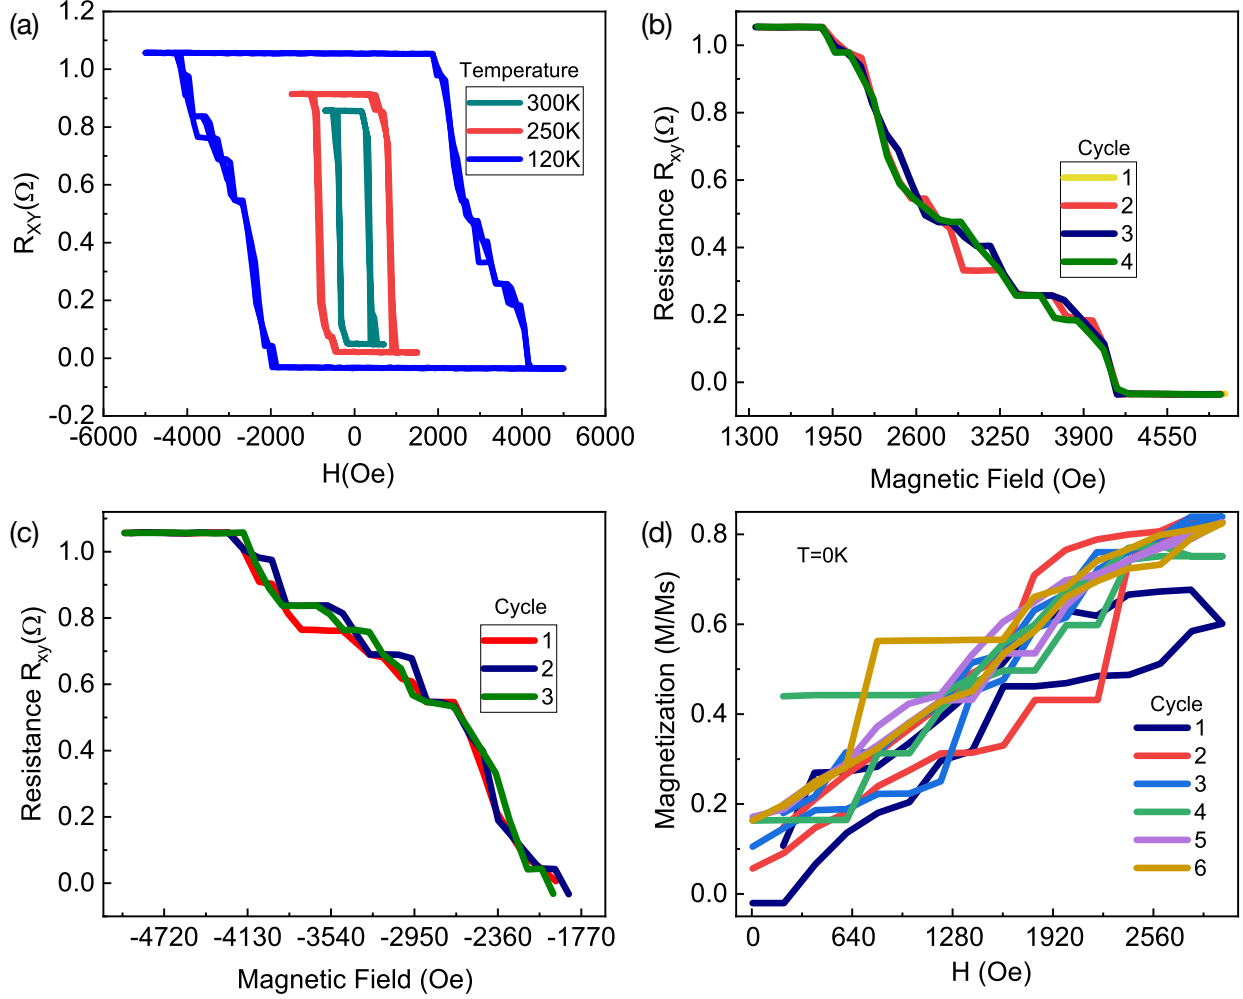 (a)
1.2
1.0
0.8
0.6
0.4
0.2
0.0
-0.2
R_XY(Ω)
Temperature
300K
250K
120K
-6000 -4000 -2000 0 2000 4000 6000
H(Oe)
(b)
1.0
0.8
0.6
0.4
0.2
0.0
Resistance R_xy(Ω)
Cycle
1
2
3
4
1300 1950 2600 3250 3900 4550
Magnetic Field (Oe)
(c)
1.0
0.8
0.6
0.4
0.2
0.0
Resistance R_xy(Ω)
Cycle
1
2
3
-4720 -4130 -3540 -2950 -2360 -1770
Magnetic Field (Oe)
(d)
0.8
0.6
0.4
0.2
0.0
Magnetization (M/Ms)
T=0K
Cycle
1
2
3
4
5
6
0 640 1280 1920 2560
H (Oe)